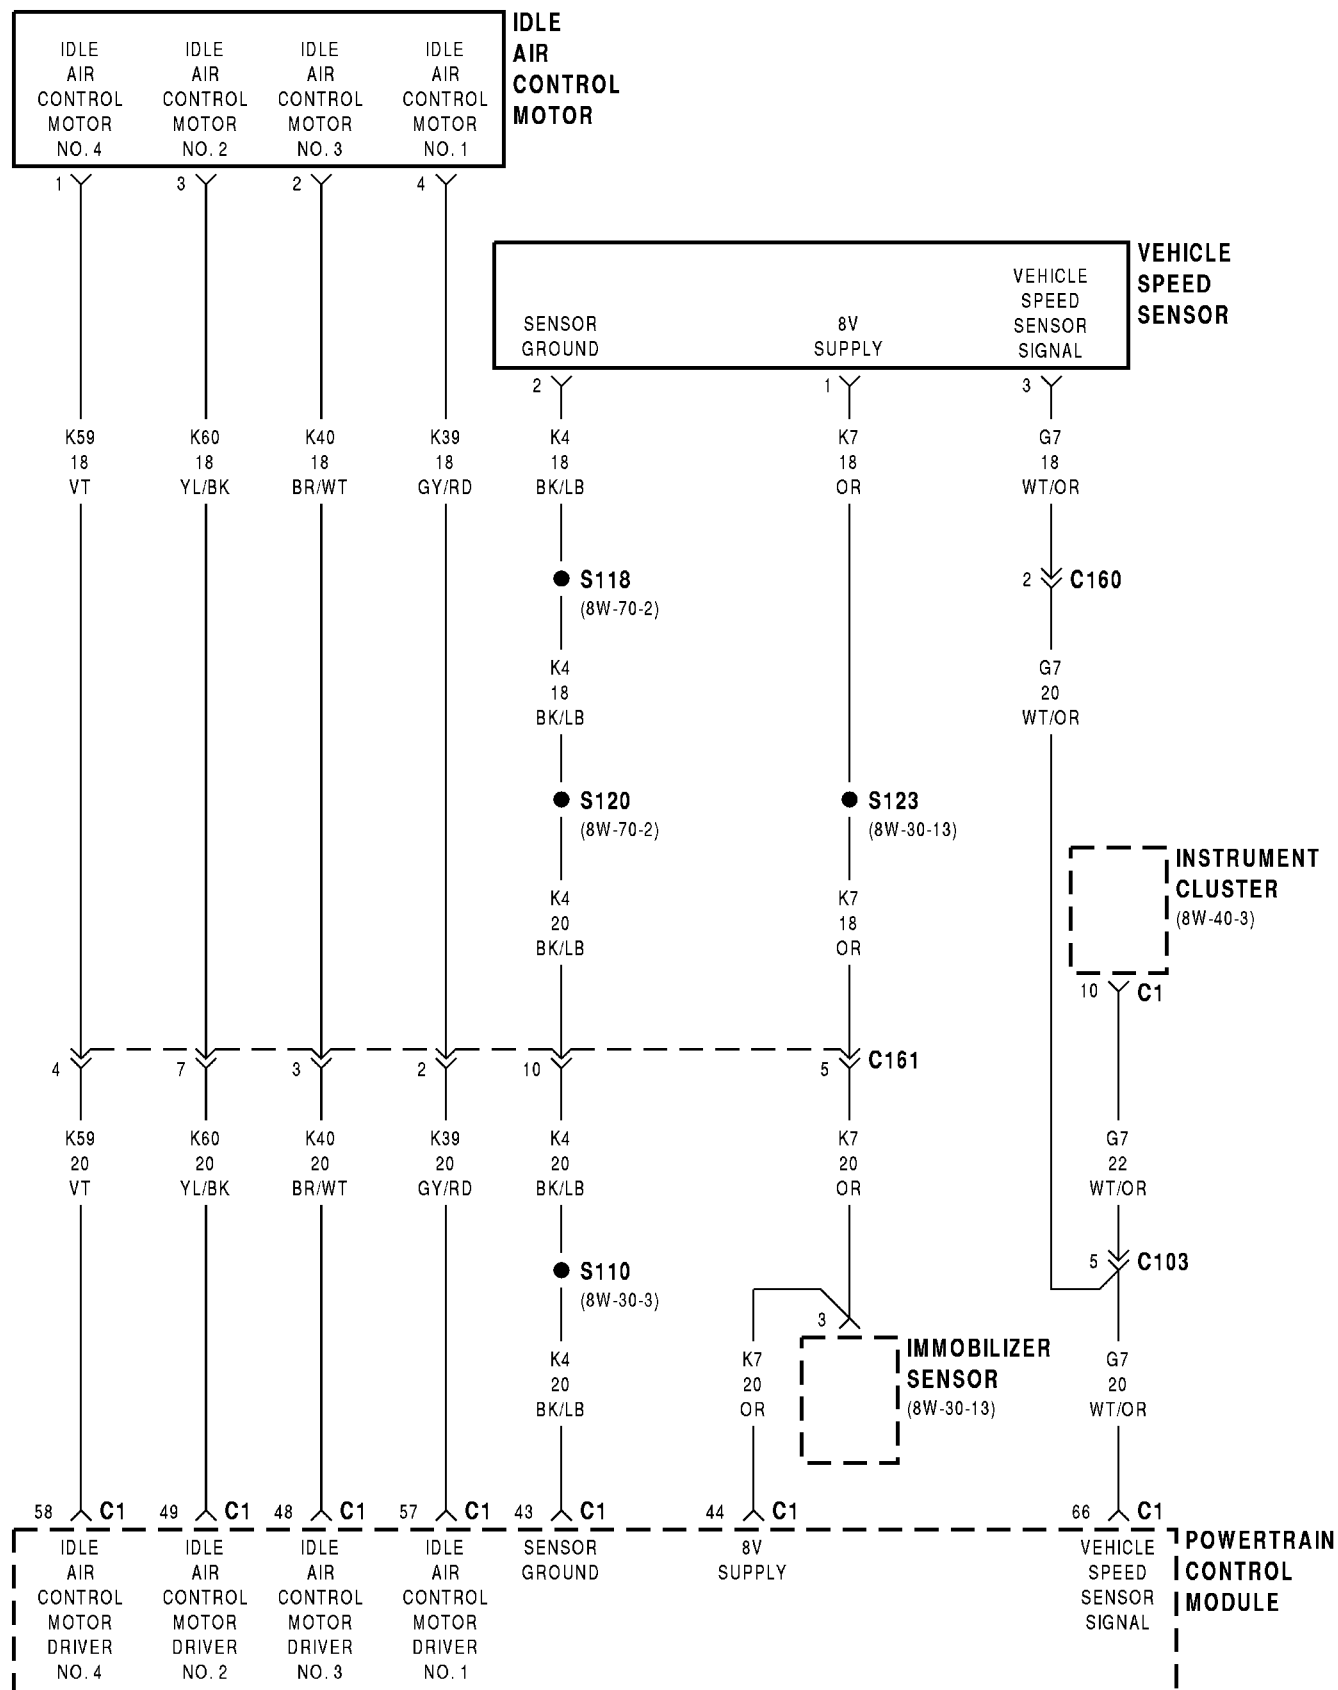 IDLE
AIR
CONTROL
MOTOR
IDLE
AIR
CONTROL
MOTOR
NO. 4
IDLE
AIR
CONTROL
MOTOR
NO. 2
IDLE
AIR
CONTROL
MOTOR
NO. 3
IDLE
AIR
CONTROL
MOTOR
NO. 1
1
3
2
4
VEHICLE
SPEED
SENSOR
SENSOR
GROUND
8V
SUPPLY
VEHICLE
SPEED
SENSOR
SIGNAL
2
1
3
K59
18
VT
K60
18
YL/BK
K40
18
BR/WT
K39
18
GY/RD
K4
18
BK/LB
K7
18
OR
G7
18
WT/OR
S118
(8W-70-2)
2
C160
K4
18
BK/LB
G7
20
WT/OR
S120
(8W-70-2)
S123
(8W-30-13)
INSTRUMENT
CLUSTER
(8W-40-3)
K4
20
BK/LB
K7
18
OR
10
C1
4
7
3
2
10
5
C161
K59
20
VT
K60
20
YL/BK
K40
20
BR/WT
K39
20
GY/RD
K4
20
BK/LB
K7
20
OR
G7
22
WT/OR
S110
(8W-30-3)
5
C103
3
IMMOBILIZER
SENSOR
(8W-30-13)
K4
20
BK/LB
K7
20
OR
G7
20
WT/OR
58
C1
49
C1
48
C1
57
C1
43
C1
44
C1
66
C1
IDLE
AIR
CONTROL
MOTOR
DRIVER
NO. 4
IDLE
AIR
CONTROL
MOTOR
DRIVER
NO. 2
IDLE
AIR
CONTROL
MOTOR
DRIVER
NO. 3
IDLE
AIR
CONTROL
MOTOR
DRIVER
NO. 1
SENSOR
GROUND
8V
SUPPLY
VEHICLE
SPEED
SENSOR
SIGNAL
POWERTRAIN
CONTROL
MODULE